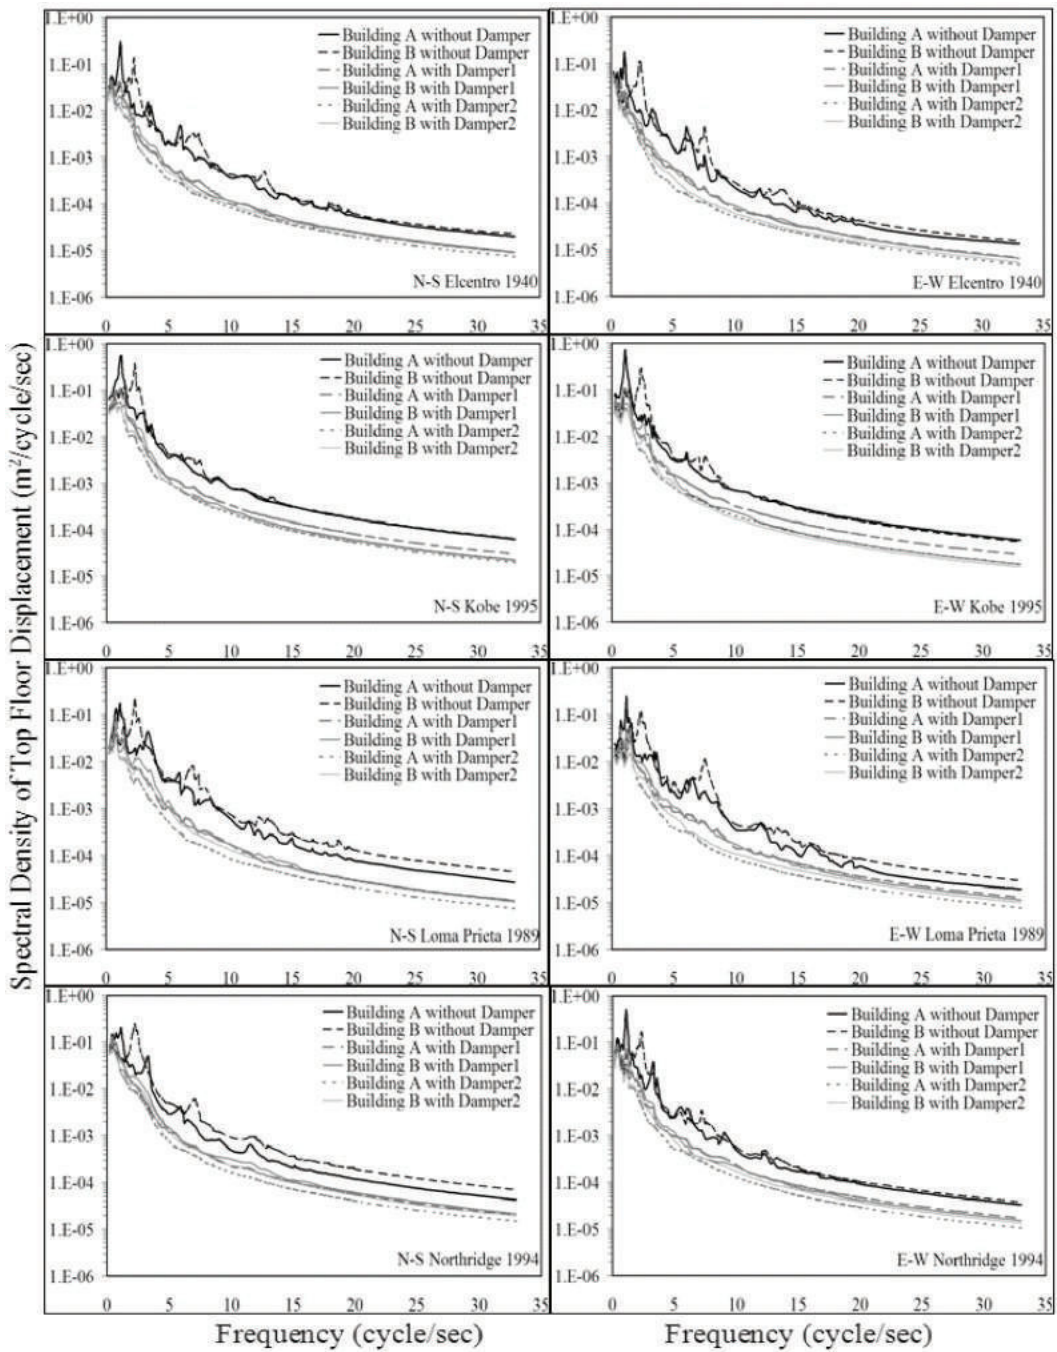 Spectral Density of Top Floor Displacement (m²/cycle/sec)
1.E+00
1.E-01
1.E-02
1.E-03
1.E-04
1.E-05
1.E-06
Building A without Damper
Building B without Damper
Building A with Damper1
Building B with Damper1
Building A with Damper2
Building B with Damper2
N-S Elcentro 1940
0 5 10 15 20 25 30 35
1.E+00
1.E-01
1.E-02
1.E-03
1.E-04
1.E-05
1.E-06
Building A without Damper
Building B without Damper
Building A with Damper1
Building B with Damper1
Building A with Damper2
Building B with Damper2
E-W Elcentro 1940
0 5 10 15 20 25 30 35
1.E+00
1.E-01
1.E-02
1.E-03
1.E-04
1.E-05
1.E-06
Building A without Damper
Building B without Damper
Building A with Damper1
Building B with Damper1
Building A with Damper2
Building B with Damper2
N-S Kobe 1995
0 5 10 15 20 25 30 35
1.E+00
1.E-01
1.E-02
1.E-03
1.E-04
1.E-05
1.E-06
Building A without Damper
Building B without Damper
Building A with Damper1
Building B with Damper1
Building A with Damper2
Building B with Damper2
E-W Kobe 1995
0 5 10 15 20 25 30 35
1.E+00
1.E-01
1.E-02
1.E-03
1.E-04
1.E-05
1.E-06
Building A without Damper
Building B without Damper
Building A with Damper1
Building B with Damper1
Building A with Damper2
Building B with Damper2
N-S Loma Prieta 1989
0 5 10 15 20 25 30 35
1.E+00
1.E-01
1.E-02
1.E-03
1.E-04
1.E-05
1.E-06
Building A without Damper
Building B without Damper
Building A with Damper1
Building B with Damper1
Building A with Damper2
Building B with Damper2
E-W Loma Prieta 1989
0 5 10 15 20 25 30 35
1.E+00
1.E-01
1.E-02
1.E-03
1.E-04
1.E-05
1.E-06
Building A without Damper
Building B without Damper
Building A with Damper1
Building B with Damper1
Building A with Damper2
Building B with Damper2
N-S Northridge 1994
0 5 10 15 20 25 30 35
Frequency (cycle/sec)
1.E+00
1.E-01
1.E-02
1.E-03
1.E-04
1.E-05
1.E-06
Building A without Damper
Building B without Damper
Building A with Damper1
Building B with Damper1
Building A with Damper2
Building B with Damper2
E-W Northridge 1994
0 5 10 15 20 25 30 35
Frequency (cycle/sec)